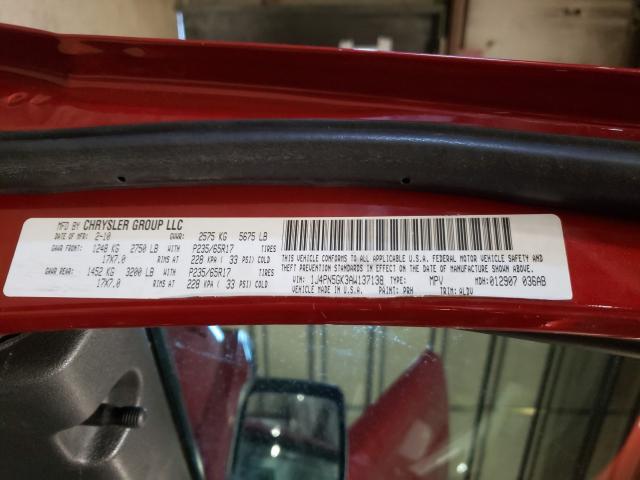 MFD BY CHRYSLER GROUP LLC
DATE OF MFR 2-10 GVWR: 2575 KG 5675 LB
GAWR FRONT: 1248 KG 2750 LB WITH P235/65R17 TIRES
17X7.0 RIMS AT 228 KPA ( 33 PSI) COLD
GAWR REAR: 1452 KG 3200 LB WITH P235/65R17 TIRES
17X7.0 RIMS AT 228 KPA ( 33 PSI) COLD
THIS VEHICLE CONFORMS TO ALL APPLICABLE U.S.A. FEDERAL MOTOR VEHICLE SAFETY AND
THEFT PREVENTION STANDARDS IN EFFECT ON THE DATE OF MANUFACTURE SHOWN ABOVE.
VIN: 1J4PN5GK3AW137138 TYPE: MPV MDH: 012907 036AB
MADE IN U.S.A. PAINT: PRH TRIM: ALDV